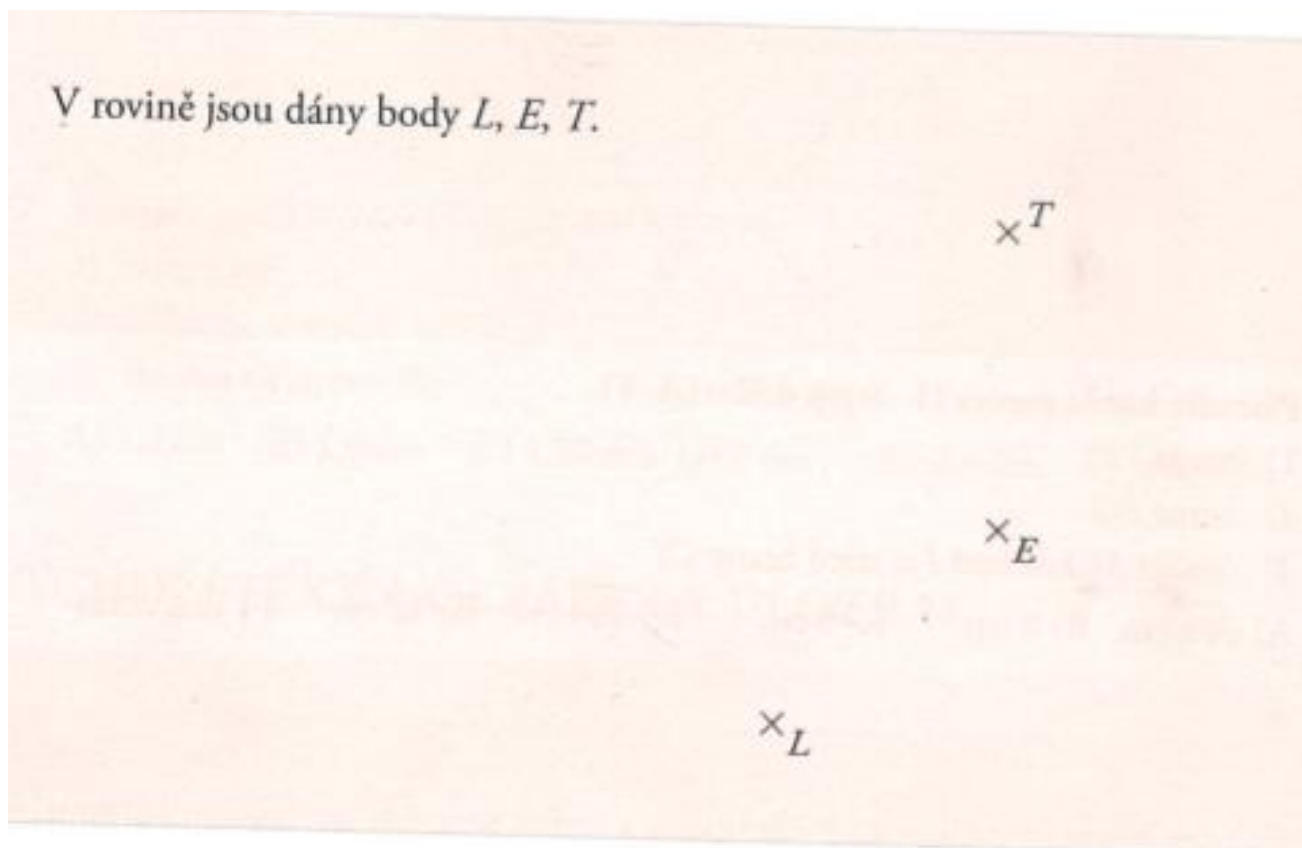 V rovině jsou dány body L, E, T.
× T
× E
× L